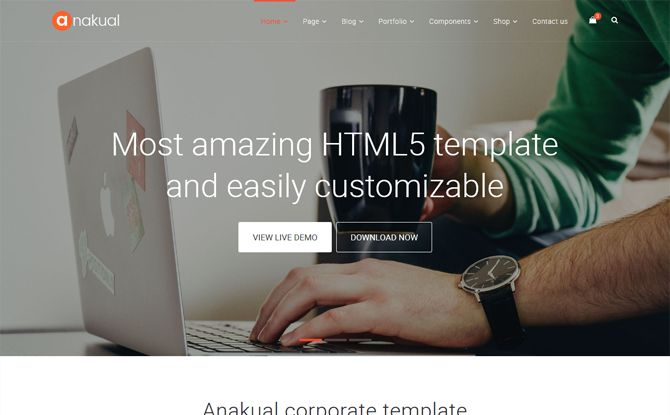 anakual
Home Page Blog Portfolio Components Shop Contact us
Most amazing HTML5 template
and easily customizable
VIEW LIVE DEMO DOWNLOAD NOW
Anakual corporate template